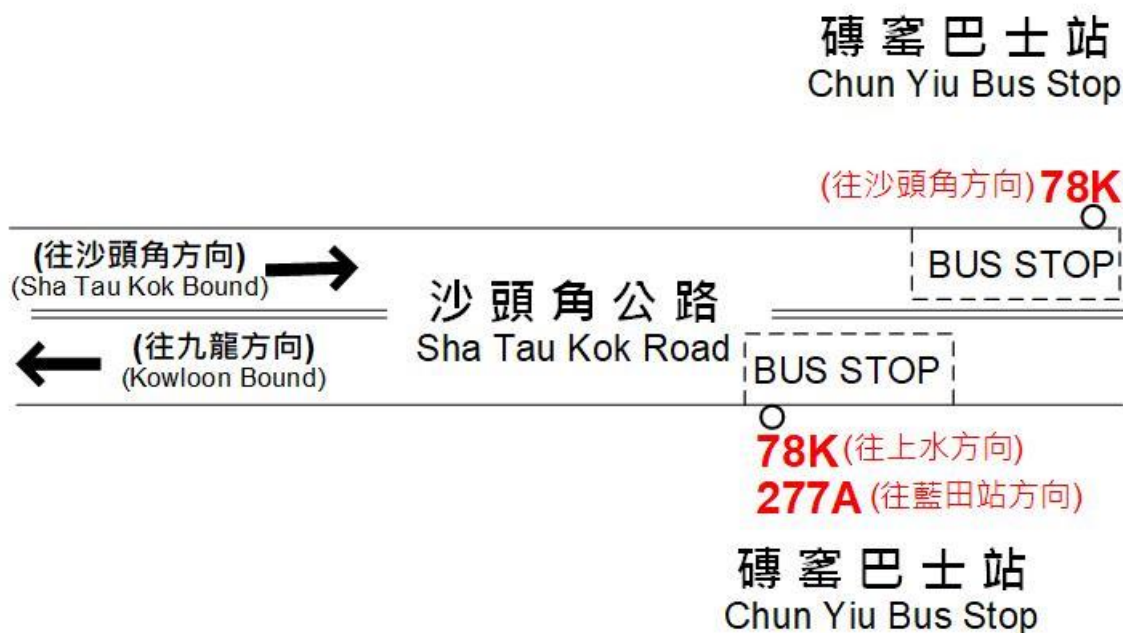 磚窰巴士站
Chun Yiu Bus Stop
(往沙頭角方向) 78K
(往沙頭角方向)
(Sha Tau Kok Bound)
BUS STOP
沙頭角公路
Sha Tau Kok Road
(往九龍方向)
(Kowloon Bound)
BUS STOP
78K (往上水方向)
277A (往藍田站方向)
磚窰巴士站
Chun Yiu Bus Stop